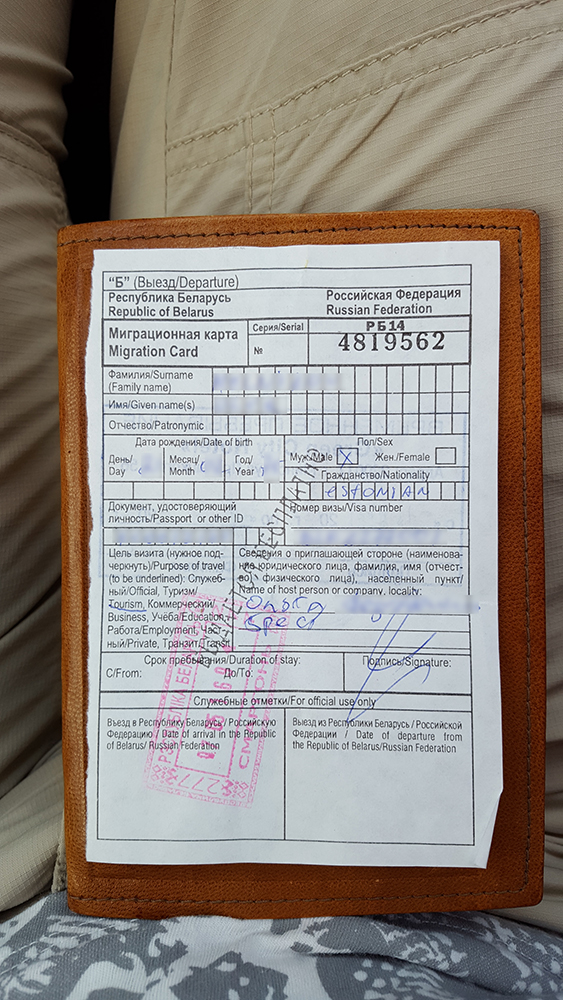 “Б” (Выезд/Departure)
Республика Беларусь
Republic of Belarus
Российская Федерация
Russian Federation
Миграционная карта
Migration Card
Серия/Serial
РБ14
№
4819562
Фамилия/Surname
(Family name)
Имя/Given name(s)
Отчество/Patronymic
Дата рождения/Date of birth
Пол/Sex
День/
Day
Месяц/
Month
Год/
Year
Муж./Male X
Жен./Female
Гражданство/Nationality
ESTONIAN
Документ, удостоверяющий
личность/Passport or other ID
Номер визы/Visa number
Цель визита (нужное под-
черкнуть)/Purpose of travel
(to be underlined): Служеб-
ный/Official, Туризм/
Tourism, Коммерческий/
Business, Учёба/Education,
Работа/Employment, Част-
ный/Private, Транзит/Transit
Сведения о приглашающей стороне (наименова-
ние юридического лица, фамилия, имя (отчест-
во) физического лица), населенный пункт/
Name of host person or company, locality:
Срок пребывания/Duration of stay:
С/From:
До/To:
Подпись/Signature:
Служебные отметки/For official use only
Въезд в Республику Беларусь / Российскую
Федерацию / Date of arrival in the Republic
of Belarus/ Russian Federation
Выезд из Республики Беларусь / Российской
Федерации / Date of departure from
the Republic of Belarus/Russian Federation